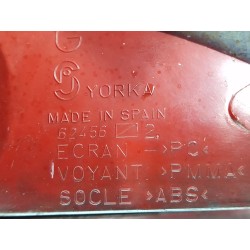 YORKA
MADE IN SPAIN
62455 2
ECRAN → >PC<
VOYANT >PMMA<
SOCLE >ABS<